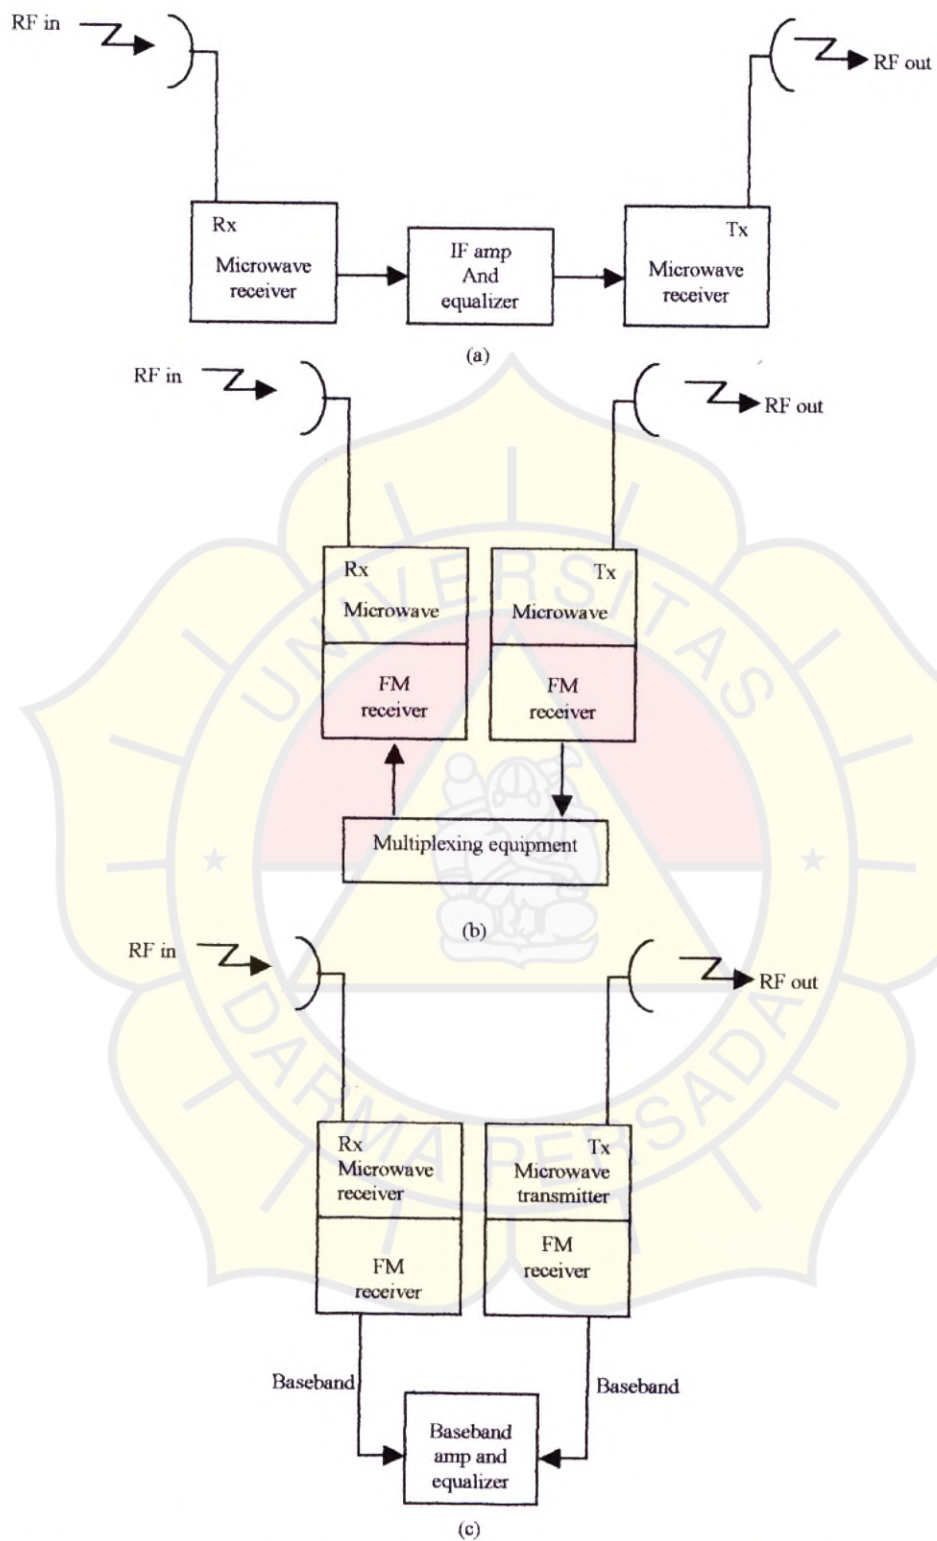 RF in
RF out
Rx
Microwave
receiver
IF amp
And
equalizer
Tx
Microwave
receiver
(a)
RF in
RF out
Rx
Microwave
FM
receiver
Tx
Microwave
FM
receiver
Multiplexing equipment
(b)
RF in
RF out
Rx
Microwave
receiver
FM
receiver
Tx
Microwave
transmitter
FM
receiver
Baseband
Baseband
Baseband
amp and
equalizer
(c)
UNIVERSITAS
DARMA PERSADA